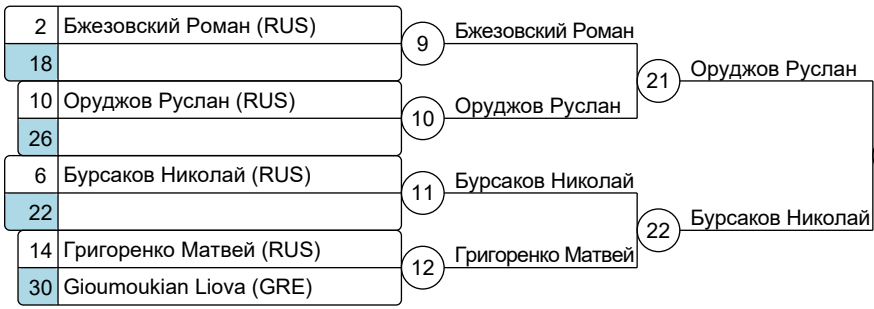 2 Бжезовский Роман (RUS)
18
10 Оруджов Руслан (RUS)
26
6 Бурсаков Николай (RUS)
22
14 Григоренко Матвей (RUS)
30 Gioumoukian Liova (GRE)
9 Бжезовский Роман
10 Оруджов Руслан
11 Бурсаков Николай
12 Григоренко Матвей
21 Оруджов Руслан
22 Бурсаков Николай